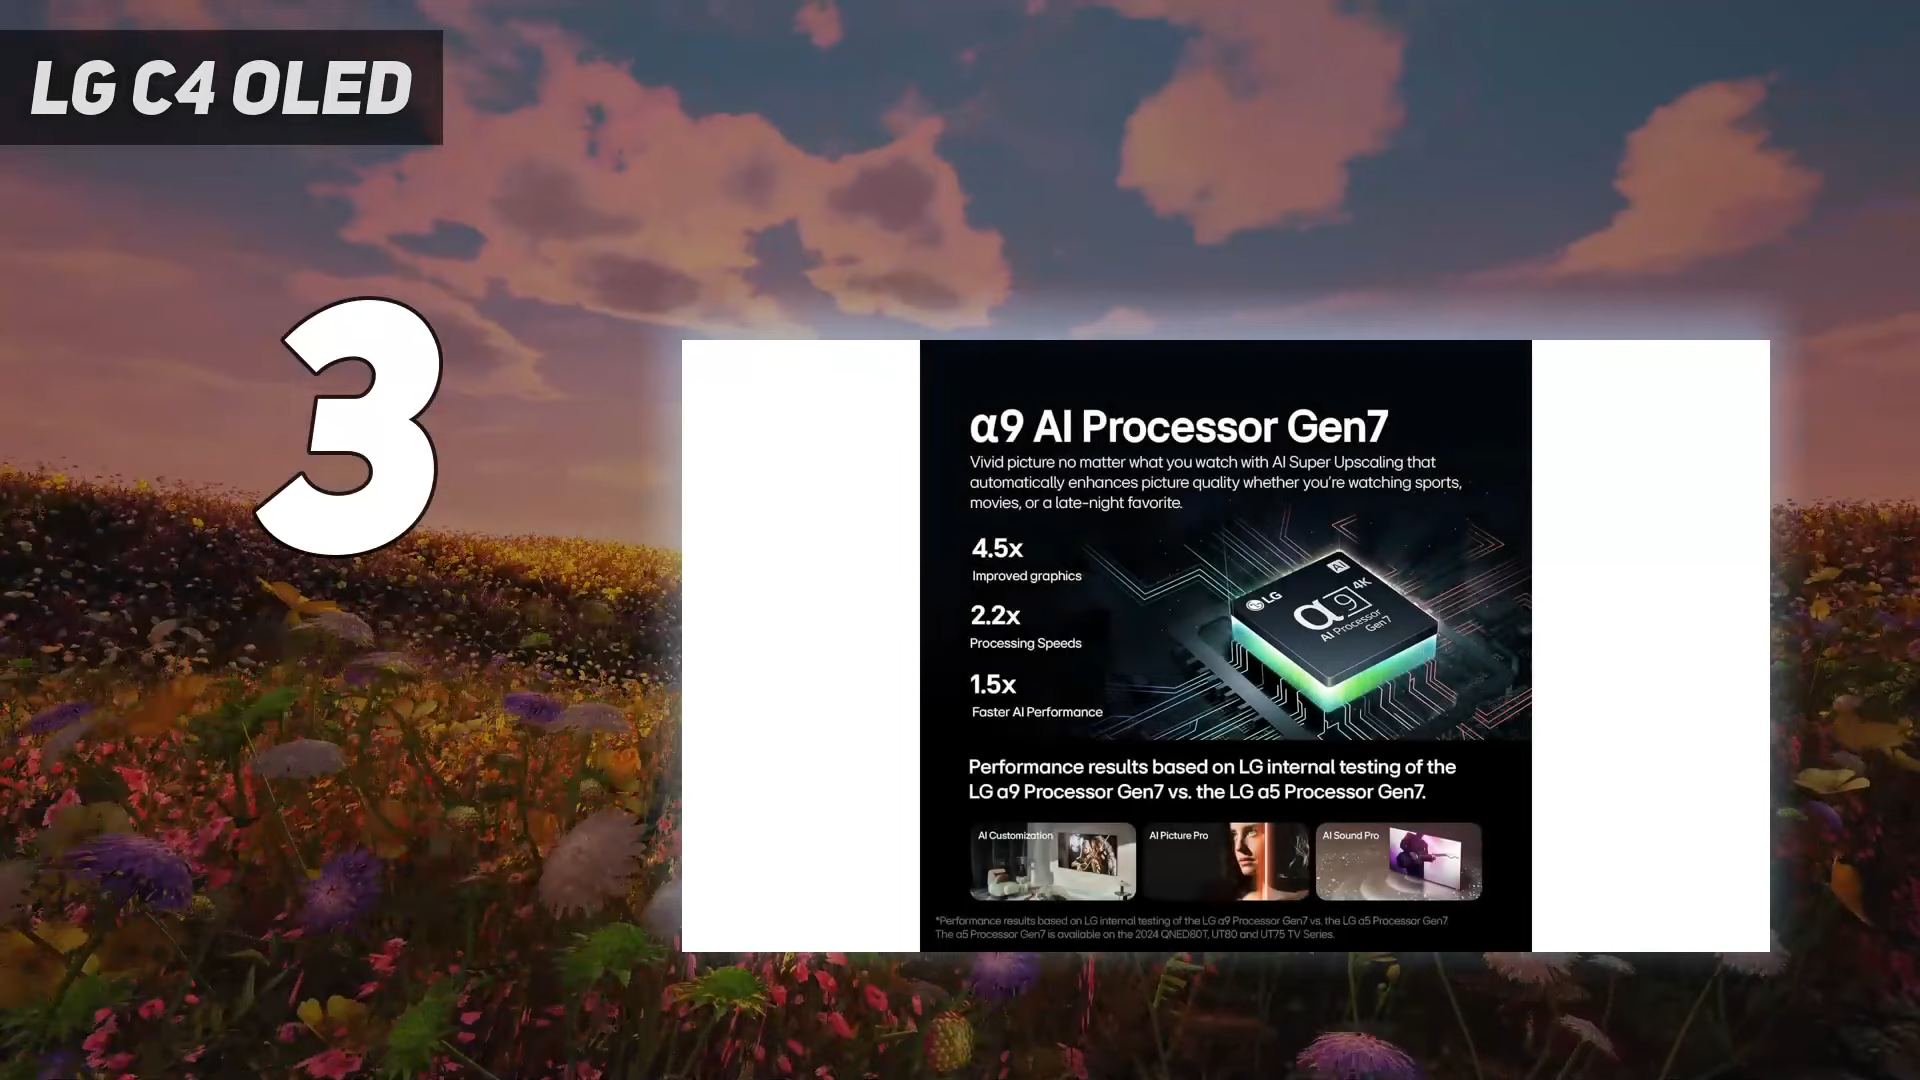 LG C4 OLED
3
α9 AI Processor Gen7
Vivid picture no matter what you watch with AI Super Upscaling that
automatically enhances picture quality whether you're watching sports,
movies, or a late-night favorite.
4.5x
Improved graphics
2.2x
Processing Speeds
1.5x
Faster AI Performance
AI
LG
α9 4K
AI Processor
Gen7
Performance results based on LG internal testing of the
LG a9 Processor Gen7 vs. the LG a5 Processor Gen7.
AI Customization
AI Picture Pro
AI Sound Pro
*Performance results based on LG internal testing of the LG α9 Processor Gen7 vs. the LG α5 Processor Gen7
The α5 Processor Gen7 is available on the 2024 QNED80T, UT80 and UT75 TV Series.